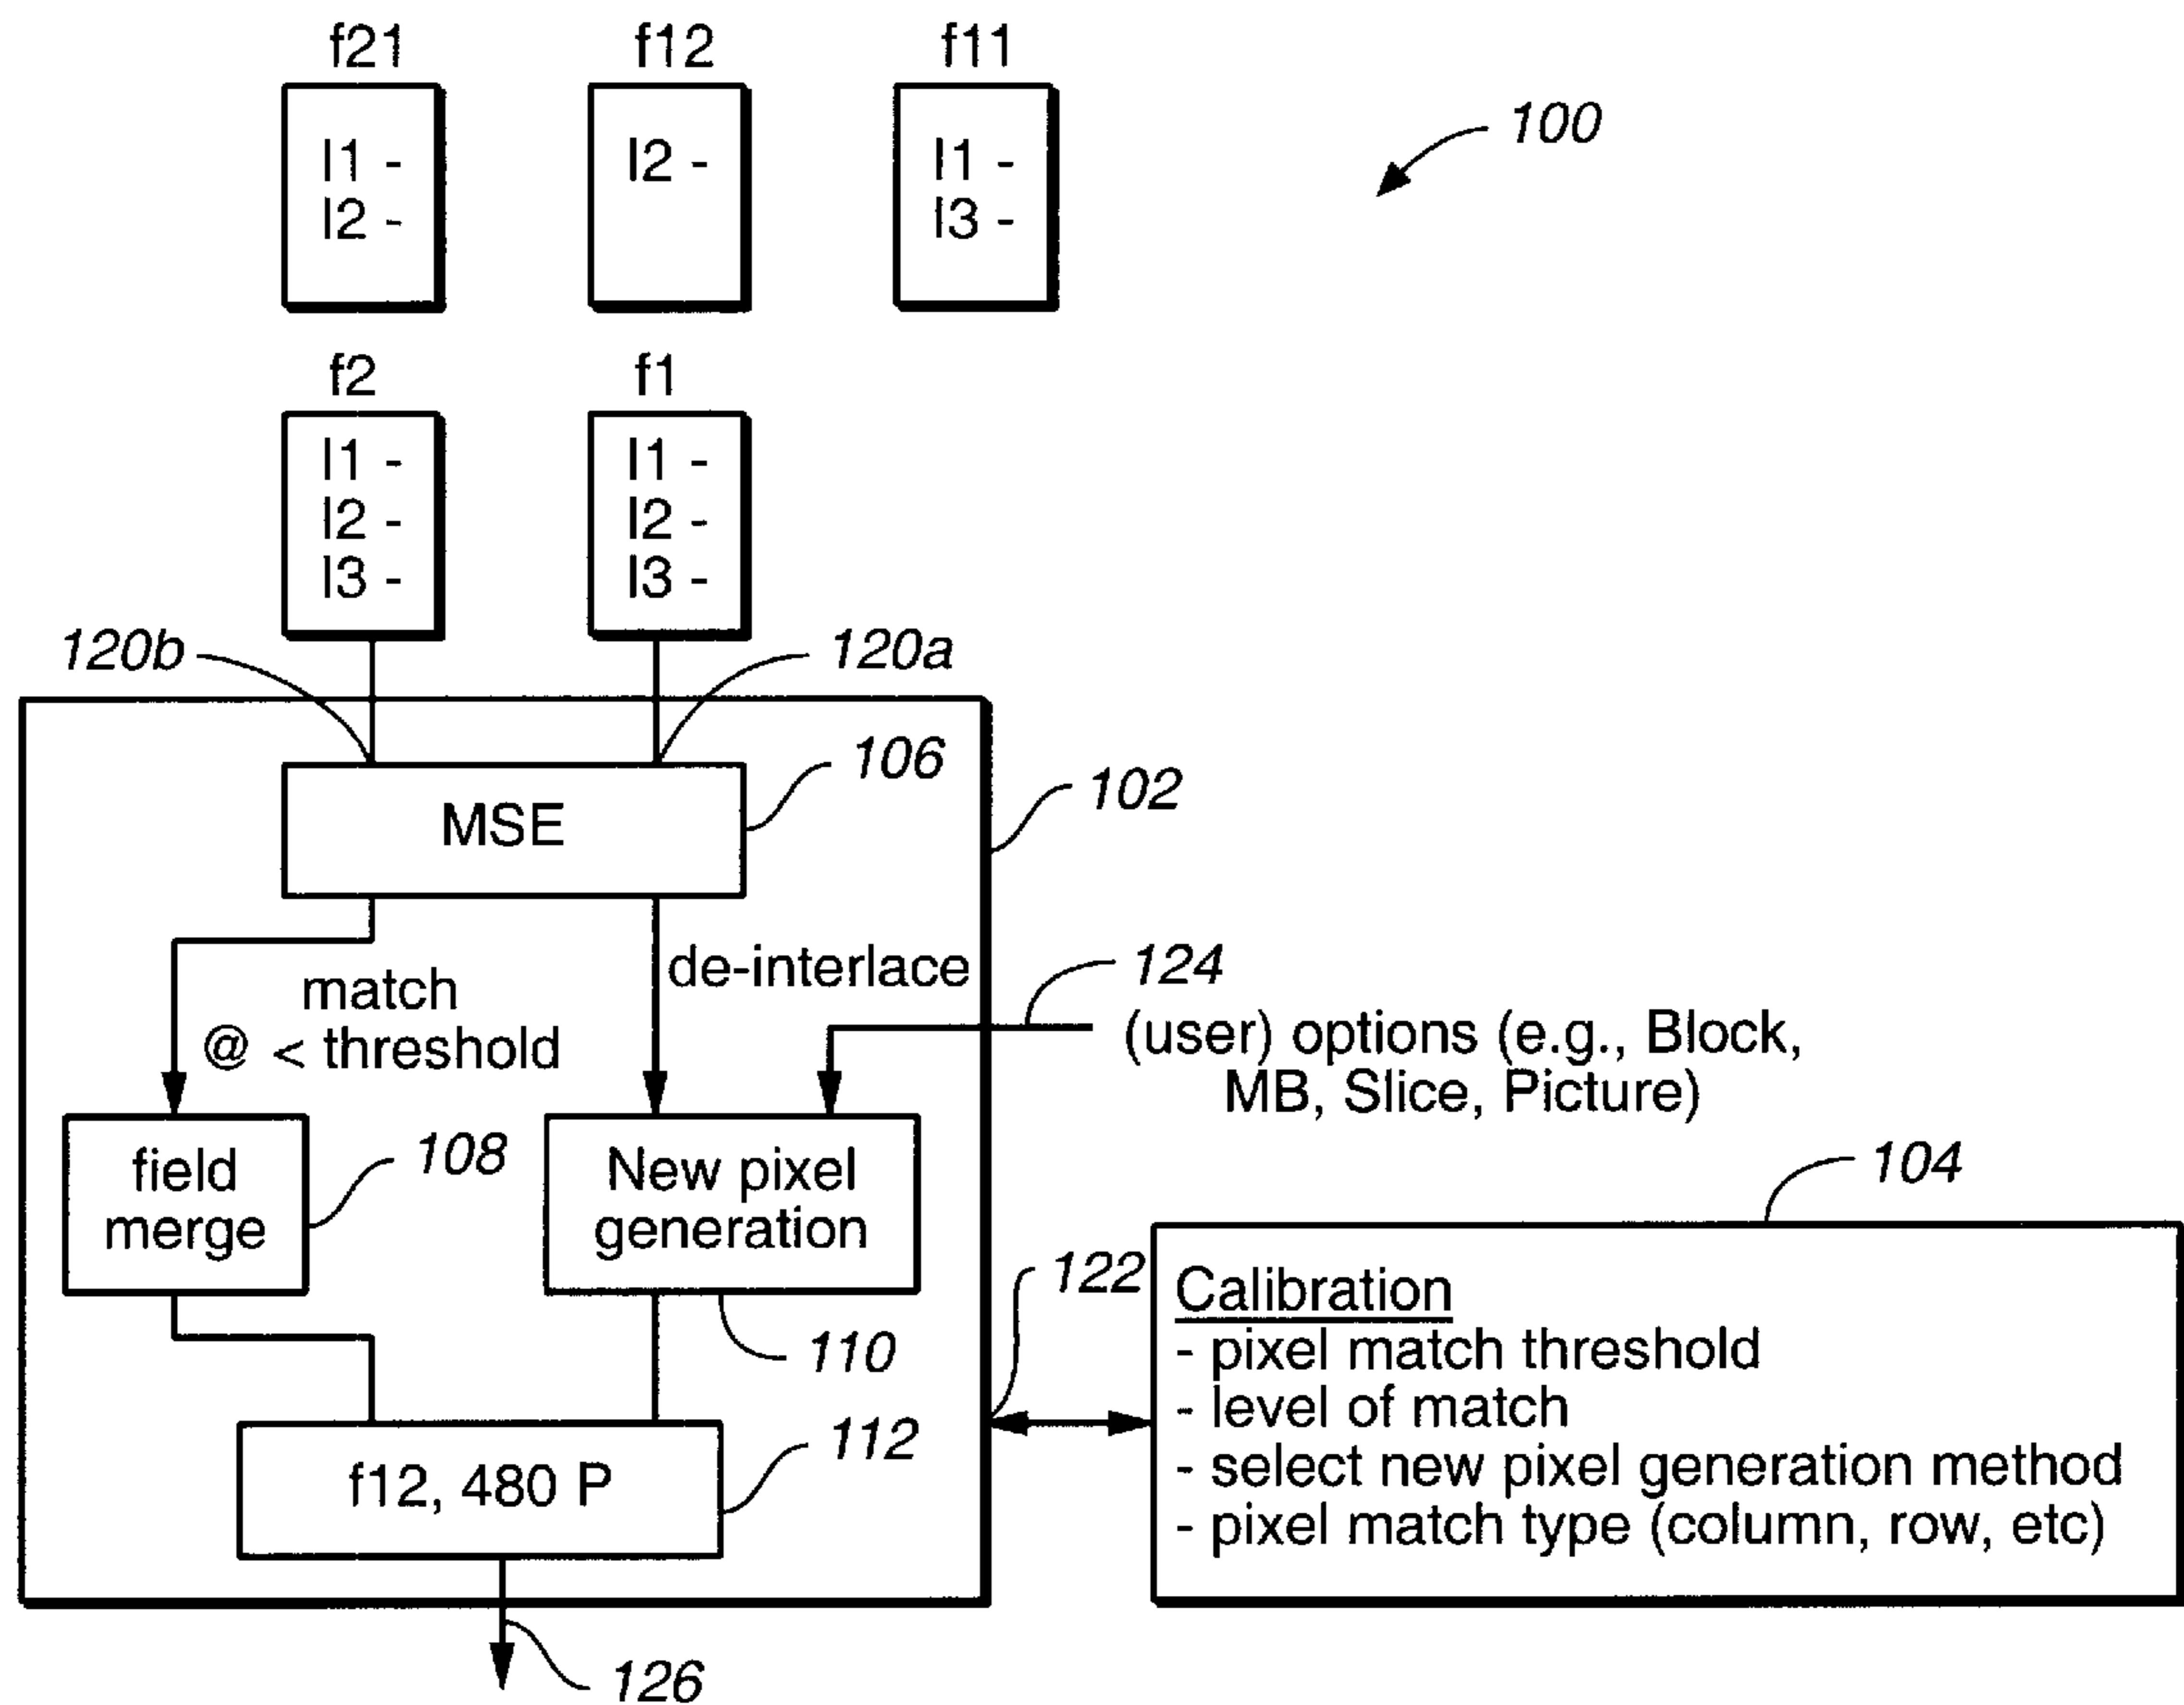 f21
f12
f11
l1 -
l2 -
l2 -
l1 -
l3 -
100
f2
f1
l1 -
l2 -
l3 -
l1 -
l2 -
l3 -
120b
120a
MSE
106
102
match
@ < threshold
de-interlace
124
(user) options (e.g., Block,
MB, Slice, Picture)
field
merge
108
New pixel
generation
110
104
122
Calibration
- pixel match threshold
- level of match
- select new pixel generation method
- pixel match type (column, row, etc)
f12, 480 P
112
126